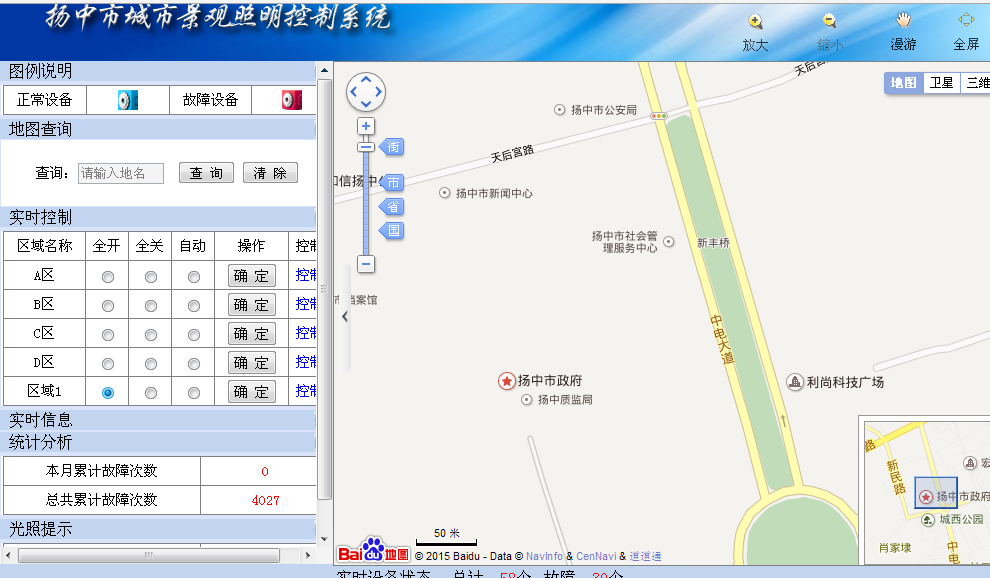 扬中市城市景观照明控制系统
放大 缩小 漫游 全屏
图例说明
正常设备 故障设备
地图查询
查询: 请输入地名 查 询 清 除
实时控制
区域名称 全开 全关 自动 操作 控制
A区 确 定 控制
B区 确 定 控制
C区 确 定 控制
D区 确 定 控制
区域1 确 定 控制
实时信息
统计分析
本月累计故障次数 0
总共累计故障次数 4027
光照提示
地图 卫星 三维
街
市
省
国
天后宫
扬中市公安局
天后宫路
扬中市新闻中心
扬中市社会管
理服务中心
新丰桥
档案馆
中电大道
扬中市政府
扬中质监局
利尚科技广场
路
新民路
扬中市政府
城西公园
肖家埭
中电
50 米
Bai du 地图
© 2015 Baidu - Data © NavInfo & CenNavi & 道道通
实时设备状态 总计 个 故障 个